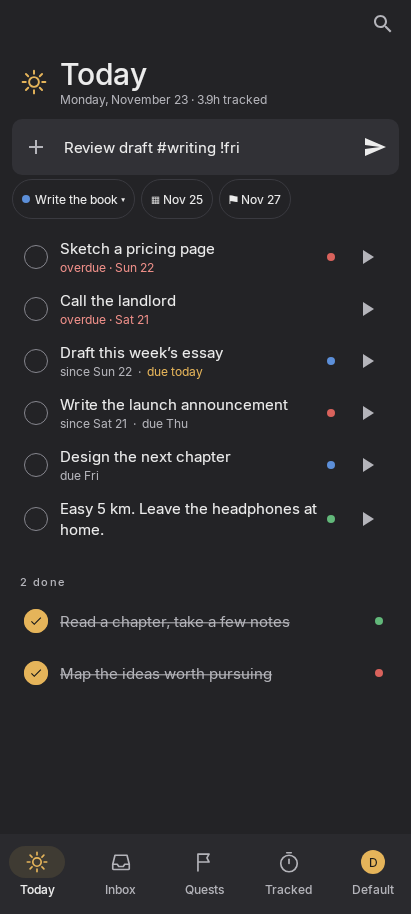 Today
Monday, November 23 · 3.9h tracked
Review draft #writing !fri
Write the book
Nov 25
Nov 27
Sketch a pricing page
overdue · Sun 22
Call the landlord
overdue · Sat 21
Draft this week’s essay
since Sun 22 · due today
Write the launch announcement
since Sat 21 · due Thu
Design the next chapter
due Fri
Easy 5 km. Leave the headphones at
home.
2 done
Read a chapter, take a few notes
Map the ideas worth pursuing
Today
Inbox
Quests
Tracked
D
Default